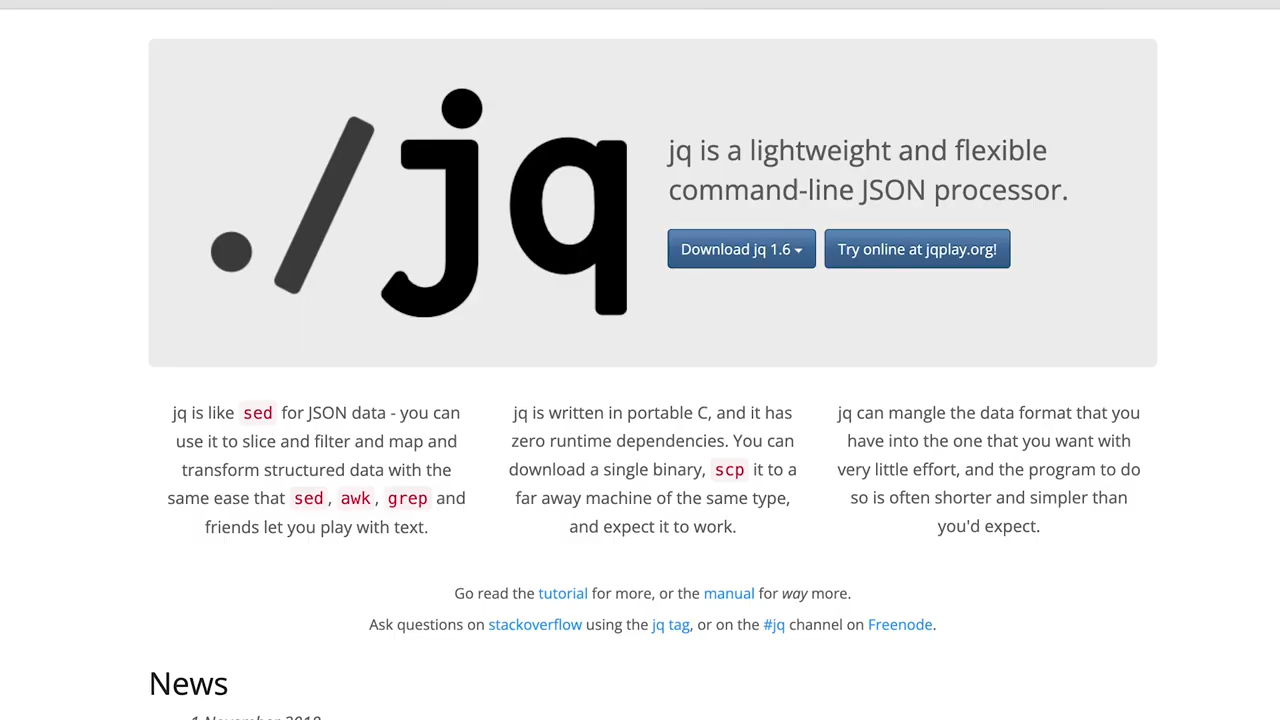 ./jq
jq is a lightweight and flexible
command-line JSON processor.
Download jq 1.6
Try online at jqplay.org!
jq is like sed for JSON data - you can
use it to slice and filter and map and
transform structured data with the
same ease that sed, awk, grep and
friends let you play with text.
jq is written in portable C, and it has
zero runtime dependencies. You can
download a single binary, scp it to a
far away machine of the same type,
and expect it to work.
jq can mangle the data format that you
have into the one that you want with
very little effort, and the program to do
so is often shorter and simpler than
you'd expect.
Go read the tutorial for more, or the manual for way more.
Ask questions on stackoverflow using the jq tag, or on the #jq channel on Freenode.
News
1 November 2018